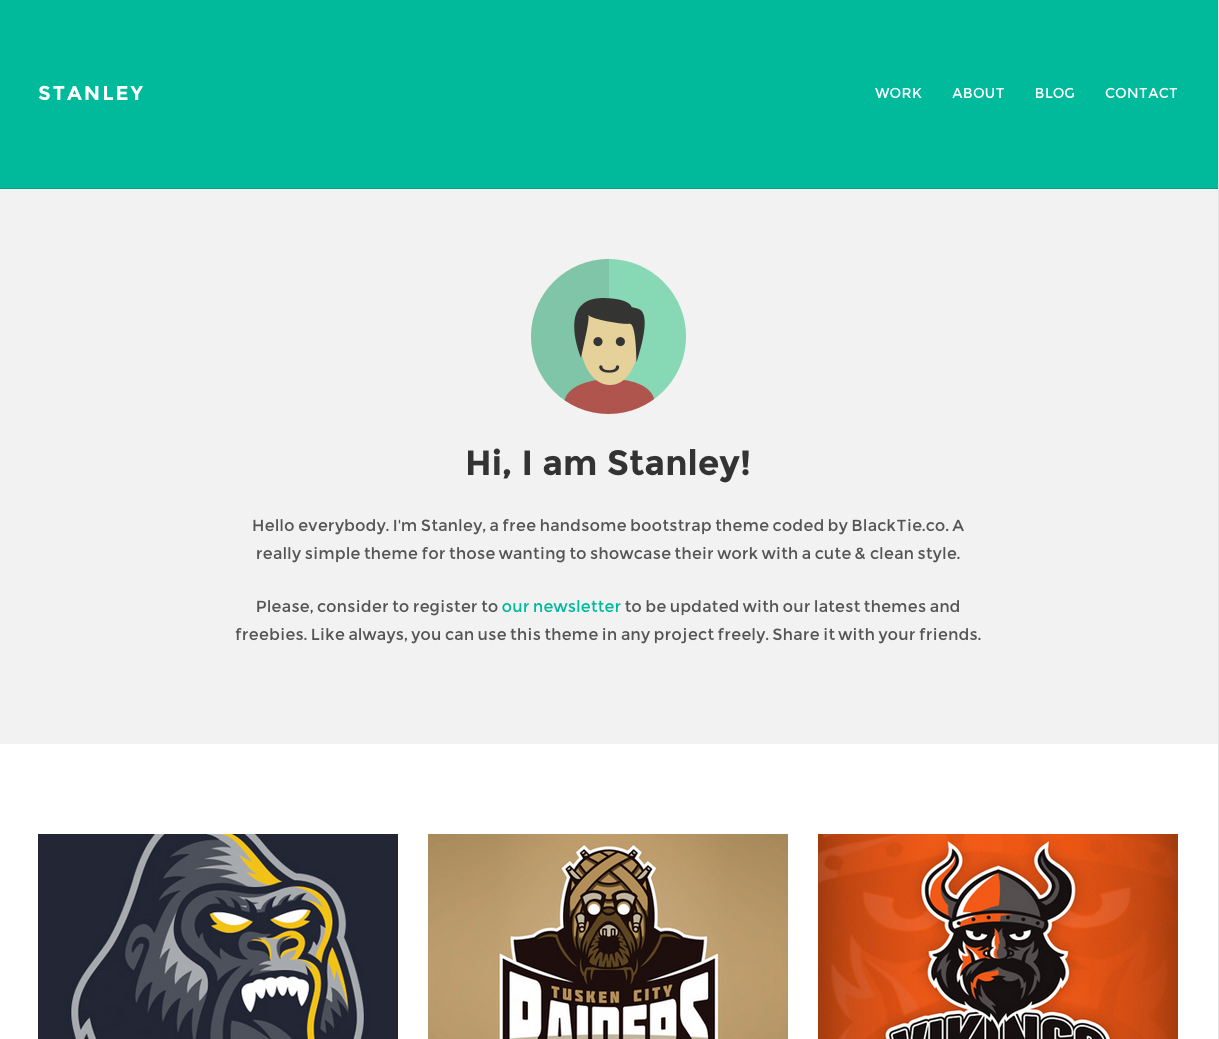 STANLEY
WORK ABOUT BLOG CONTACT
Hi, I am Stanley!
Hello everybody. I'm Stanley, a free handsome bootstrap theme coded by BlackTie.co. A
really simple theme for those wanting to showcase their work with a cute & clean style.
Please, consider to register to our newsletter to be updated with our latest themes and
freebies. Like always, you can use this theme in any project freely. Share it with your friends.
TUSKEN CITY
RAIDERS
VIKINGS